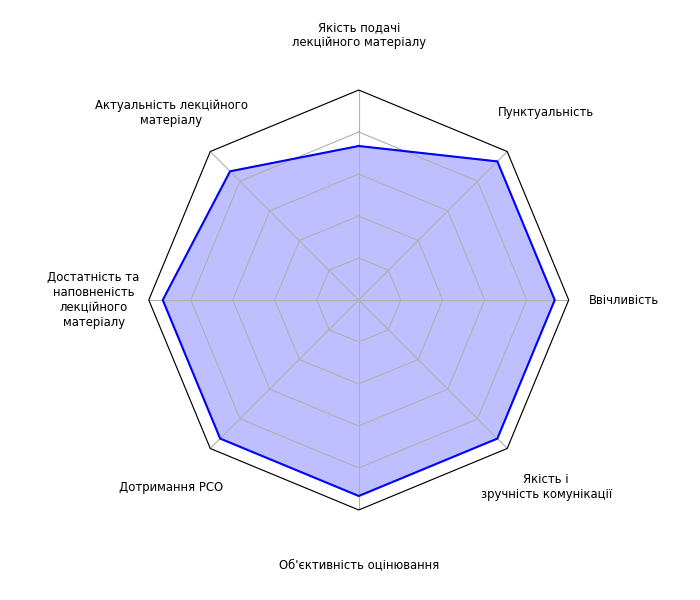 Якість подачі
лекційного матеріалу
Актуальність лекційного
матеріалу
Пунктуальність
Достатність та
наповненість
лекційного
матеріалу
Ввічливість
Дотримання РСО
Якість і
зручність комунікації
Об'єктивність оцінювання